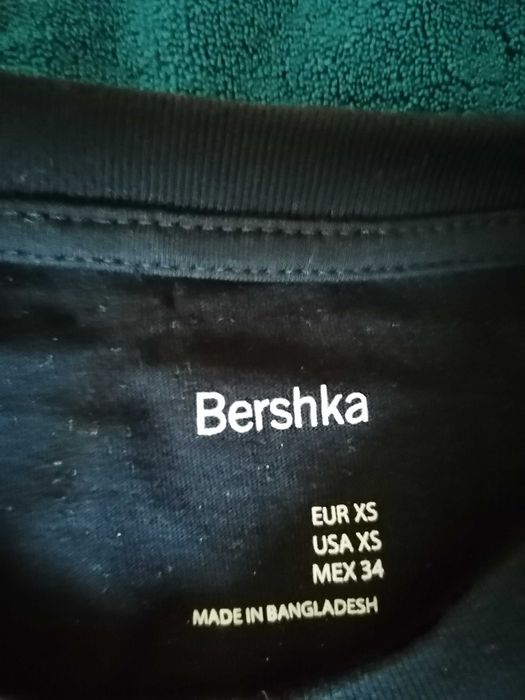 Bershka
EUR XS
USA XS
MEX 34
MADE IN BANGLADESH